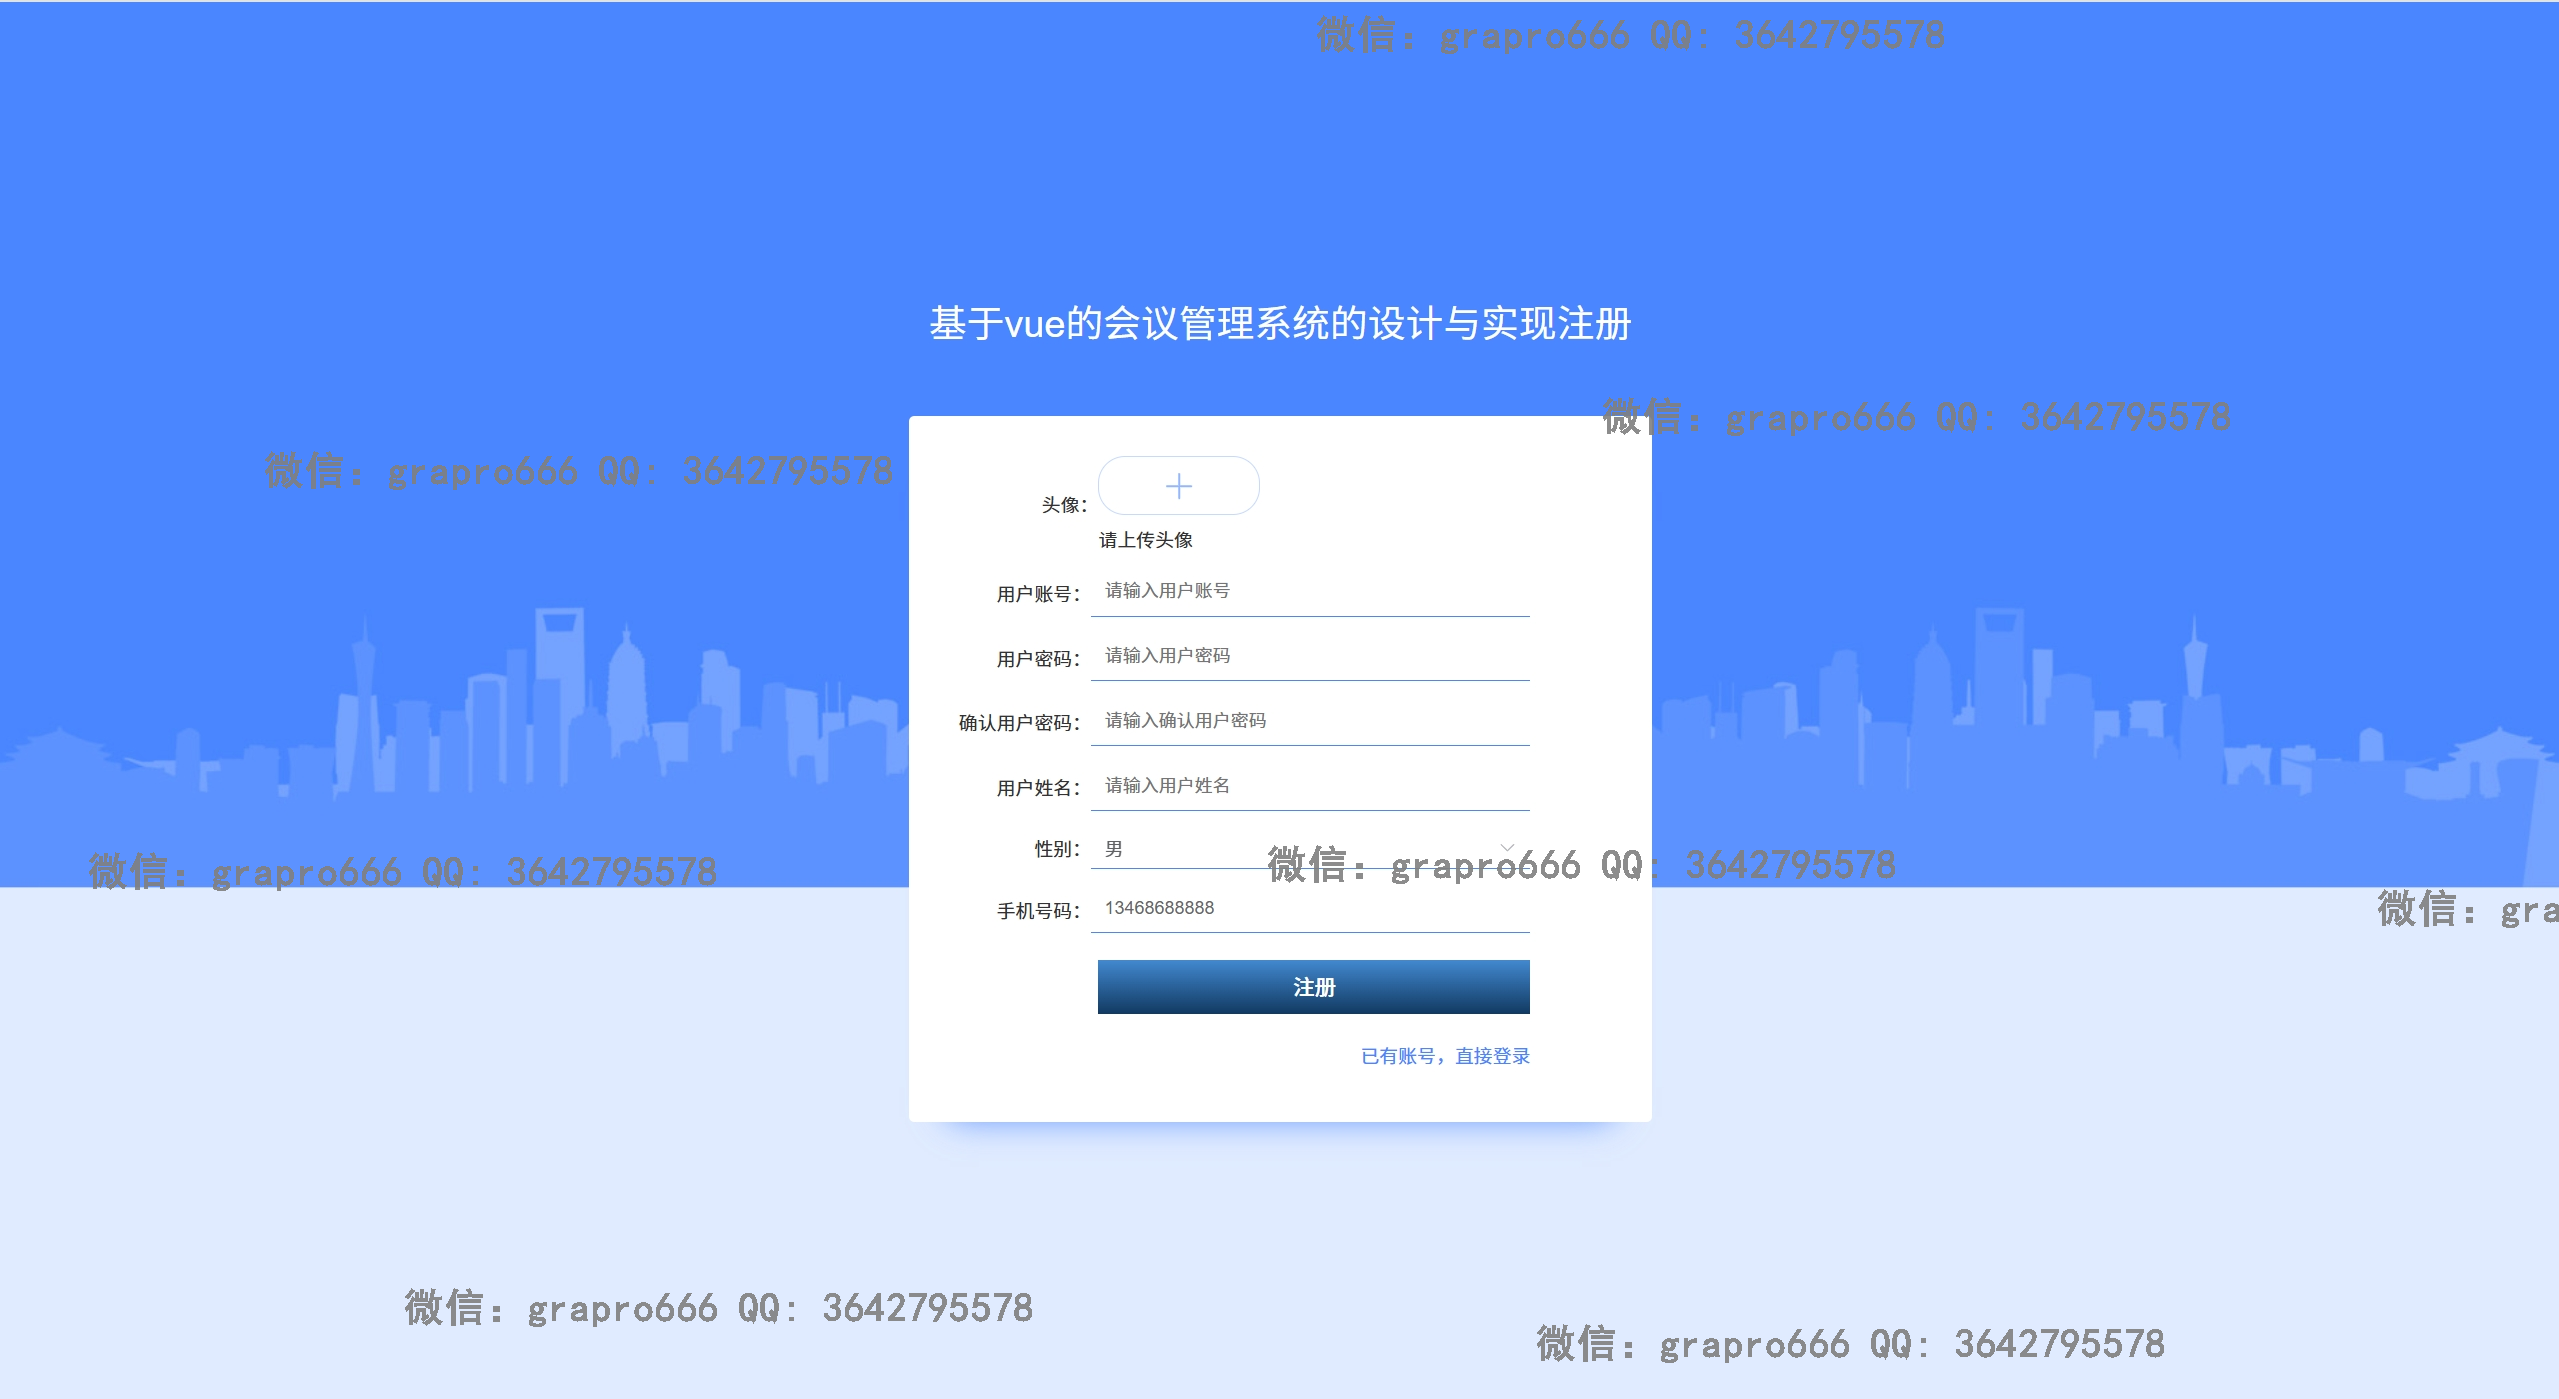 微信：grapro666 QQ: 3642795578
基于vue的会议管理系统的设计与实现注册
微信：grapro666 QQ: 3642795578
微信：grapro666 QQ: 3642795578
头像：
请上传头像
用户账号： 请输入用户账号
用户密码： 请输入用户密码
确认用户密码： 请输入确认用户密码
用户姓名： 请输入用户姓名
性别： 男
微信：grapro666 QQ: 3642795578
微信：grapro666 QQ: 3642795578
手机号码： 13468688888
微信：gra
注册
已有账号，直接登录
微信：grapro666 QQ: 3642795578
微信：grapro666 QQ: 3642795578